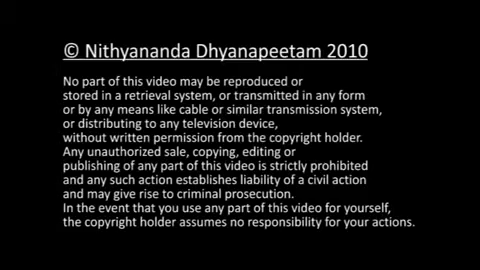 © Nithyananda Dhyanapeetam 2010
No part of this video may be reproduced or
stored in a retrieval system, or transmitted in any form
or by any means like cable or similar transmission system,
or distributing to any television device,
without written permission from the copyright holder.
Any unauthorized sale, copying, editing or
publishing of any part of this video is strictly prohibited
and any such action establishes liability of a civil action
and may give rise to criminal prosecution.
In the event that you use any part of this video for yourself,
the copyright holder assumes no responsibility for your actions.